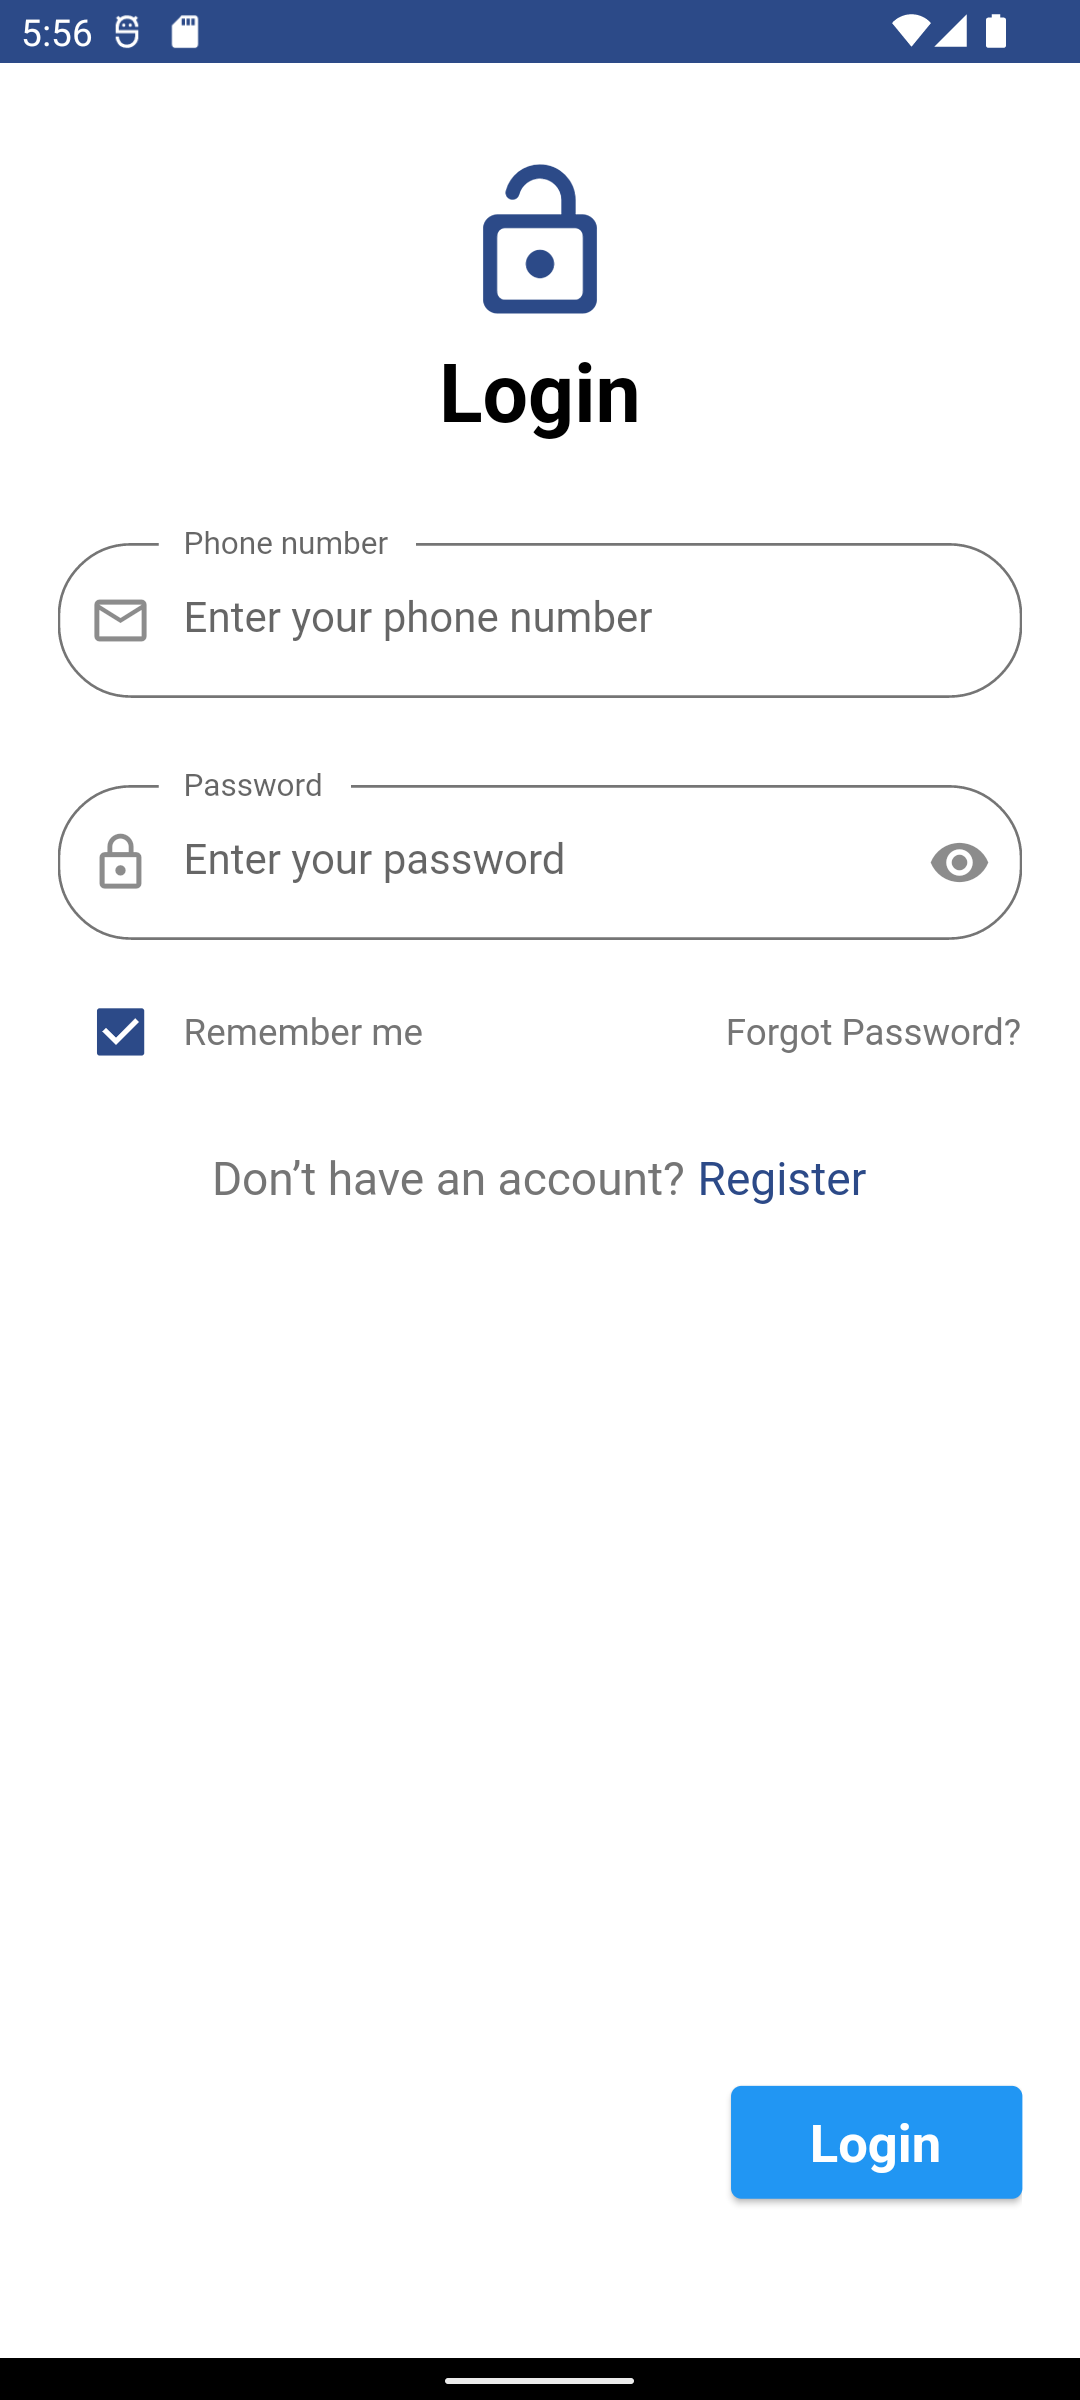 5:56
Login
Phone number
Enter your phone number
Password
Enter your password
Remember me Forgot Password?
Don’t have an account? Register
Login